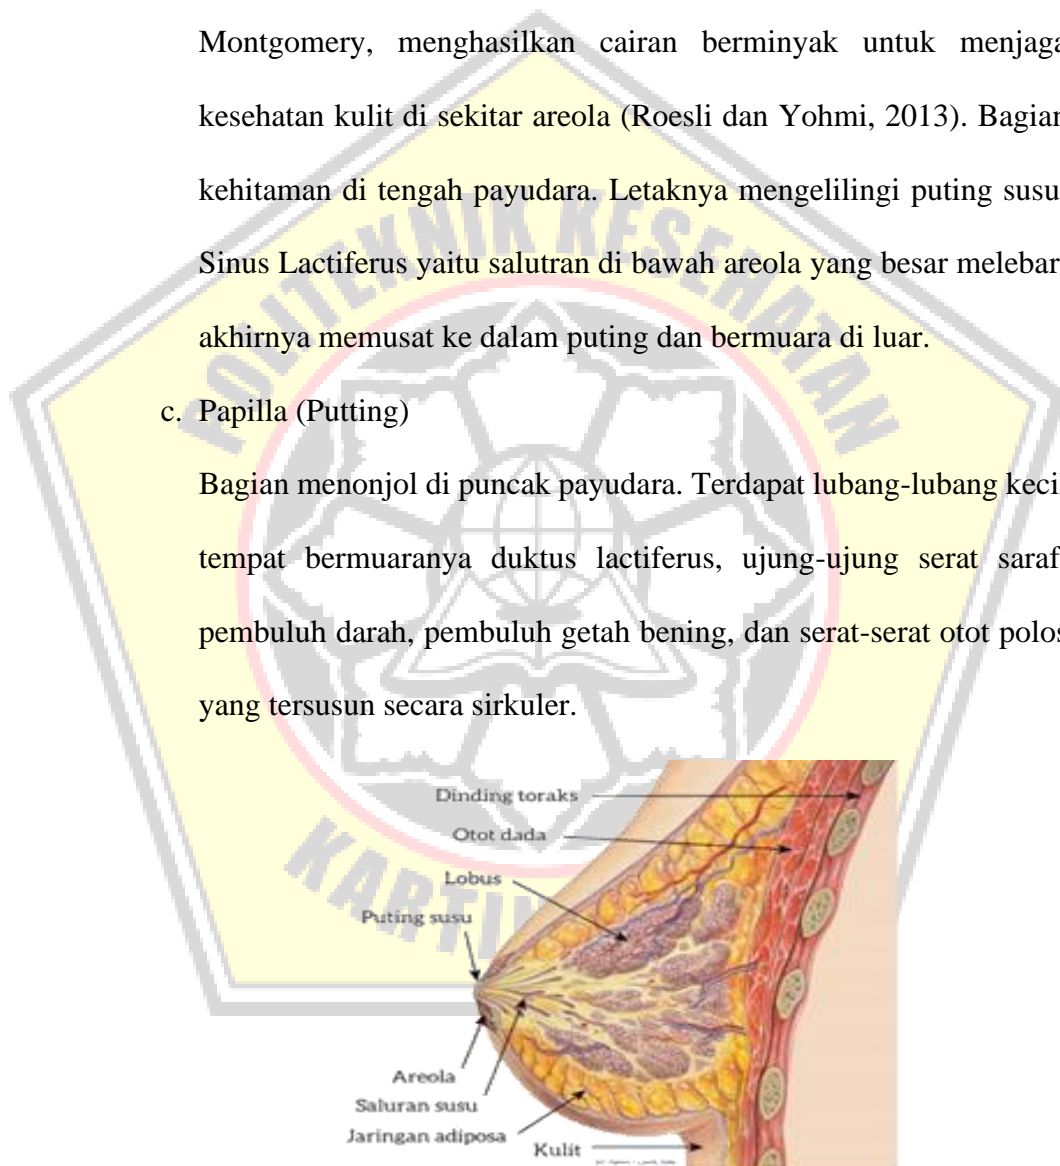 Montgomery, menghasilkan cairan berminyak untuk menjaga
kesehatan kulit di sekitar areola (Roesli dan Yohmi, 2013). Bagian
kehitaman di tengah payudara. Letaknya mengelilingi puting susu
Sinus Lactiferus yaitu salutran di bawah areola yang besar melebar
akhirnya memusat ke dalam puting dan bermuara di luar.
c. Papilla (Putting)
Bagian menonjol di puncak payudara. Terdapat lubang-lubang keci
tempat bermuaranya duktus lactiferus, ujung-ujung serat saraf
pembuluh darah, pembuluh getah bening, dan serat-serat otot polos
yang tersusun secara sirkuler.
POLITEKNIK KESEHATAN
Dinding toraks
Otot dada
Lobus
Puting susu
Areola
Saluran susu
Jaringan adiposa
Kulit